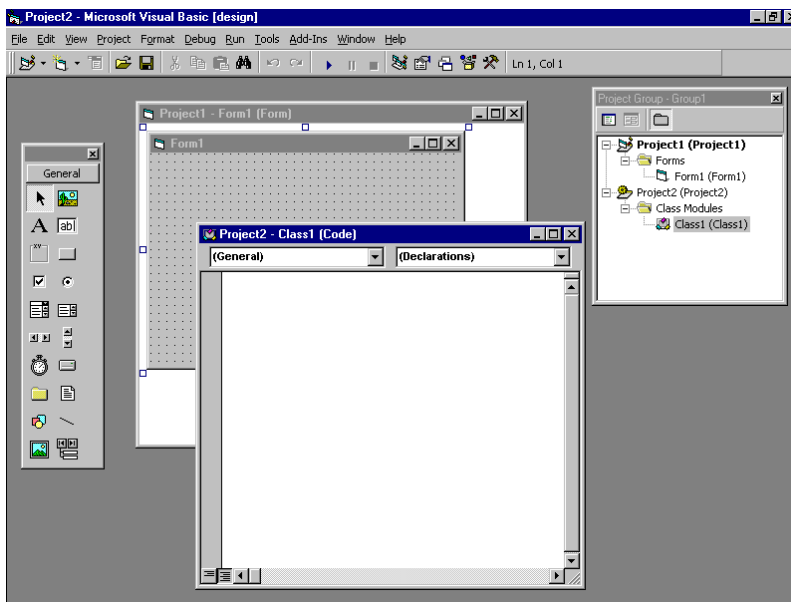 Project2 - Microsoft Visual Basic [design]
File Edit View Project Format Debug Run Tools Add-Ins Window Help
Ln 1, Col 1
Project1 - Form1 (Form)
Form1
General
A
ab
xy
Project2 - Class1 (Code)
(General)
(Declarations)
Project Group - Group1
Project1 (Project1)
Forms
Form1 (Form1)
Project2 (Project2)
Class Modules
Class1 (Class1)